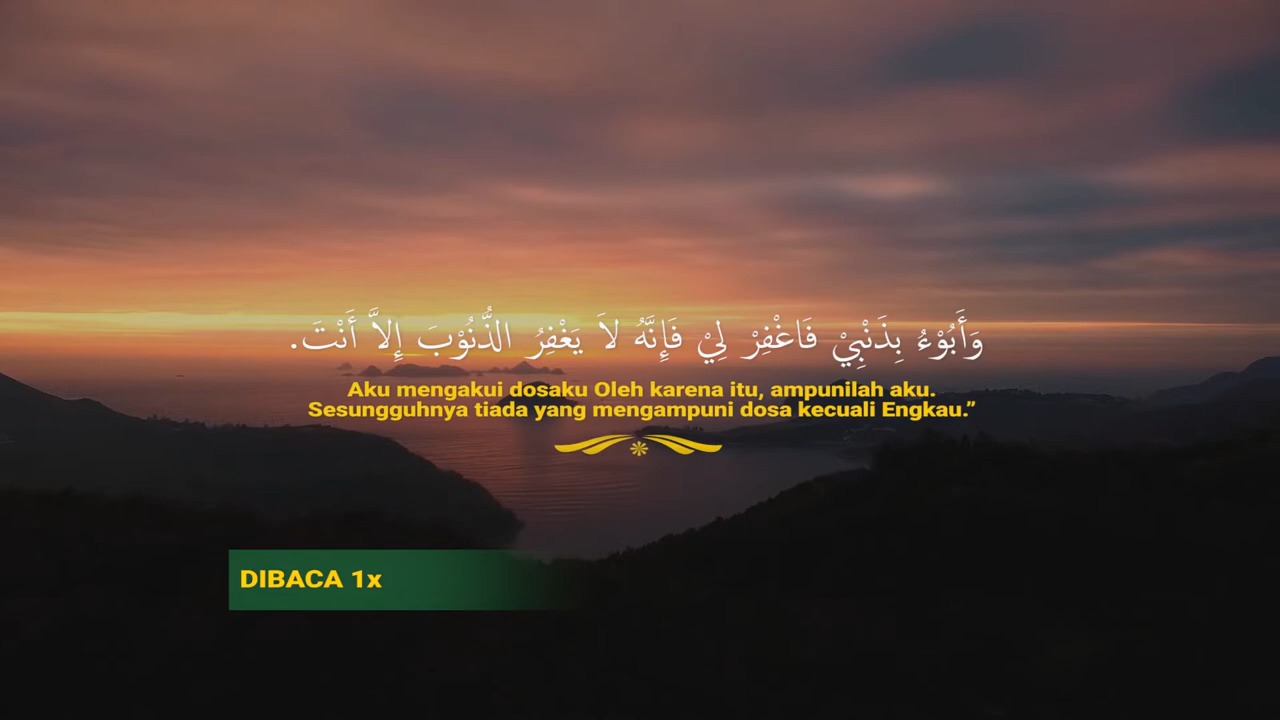 وَأَبُوْءُ بِذَنْبِيْ فَاغْفِرْ لِيْ فَإِنَّهُ لاَ يَغْفِرُ الذُّنُوْبَ إِلاَّ أَنْتَ.
Aku mengakui dosaku Oleh karena itu, ampunilah aku.
Sesungguhnya tiada yang mengampuni dosa kecuali Engkau.”
DIBACA 1x